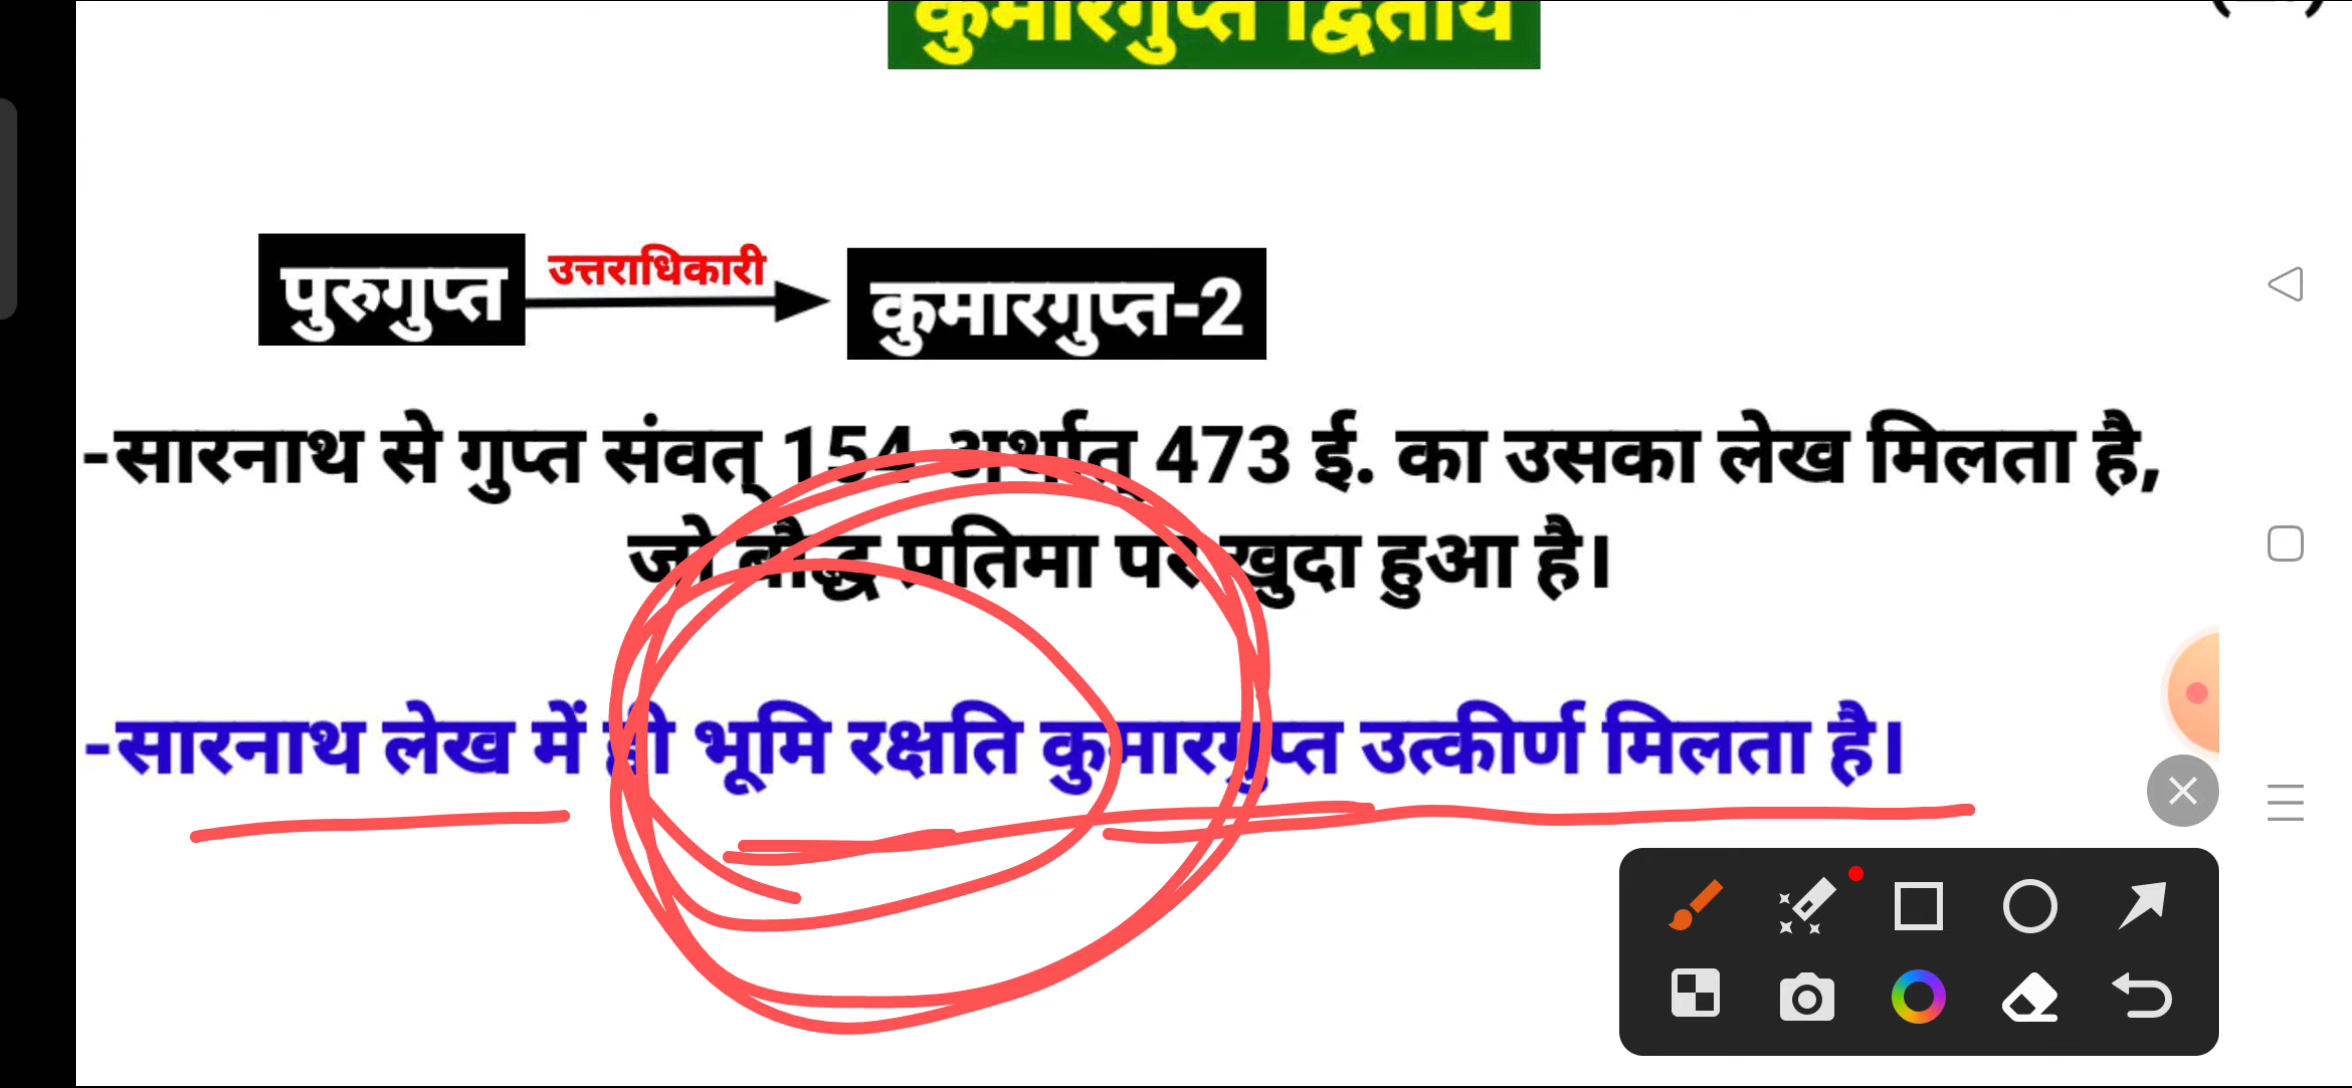 कुमारगुप्त द्वितीय
पुरुगुप्त उत्तराधिकारी कुमारगुप्त-2
-सारनाथ से गुप्त संवत् 154 अर्थात् 473 ई. का उसका लेख मिलता है,
जो बौद्ध प्रतिमा पर खुदा हुआ है।
-सारनाथ लेख में ही भूमि रक्षति कुमारगुप्त उत्कीर्ण मिलता है।